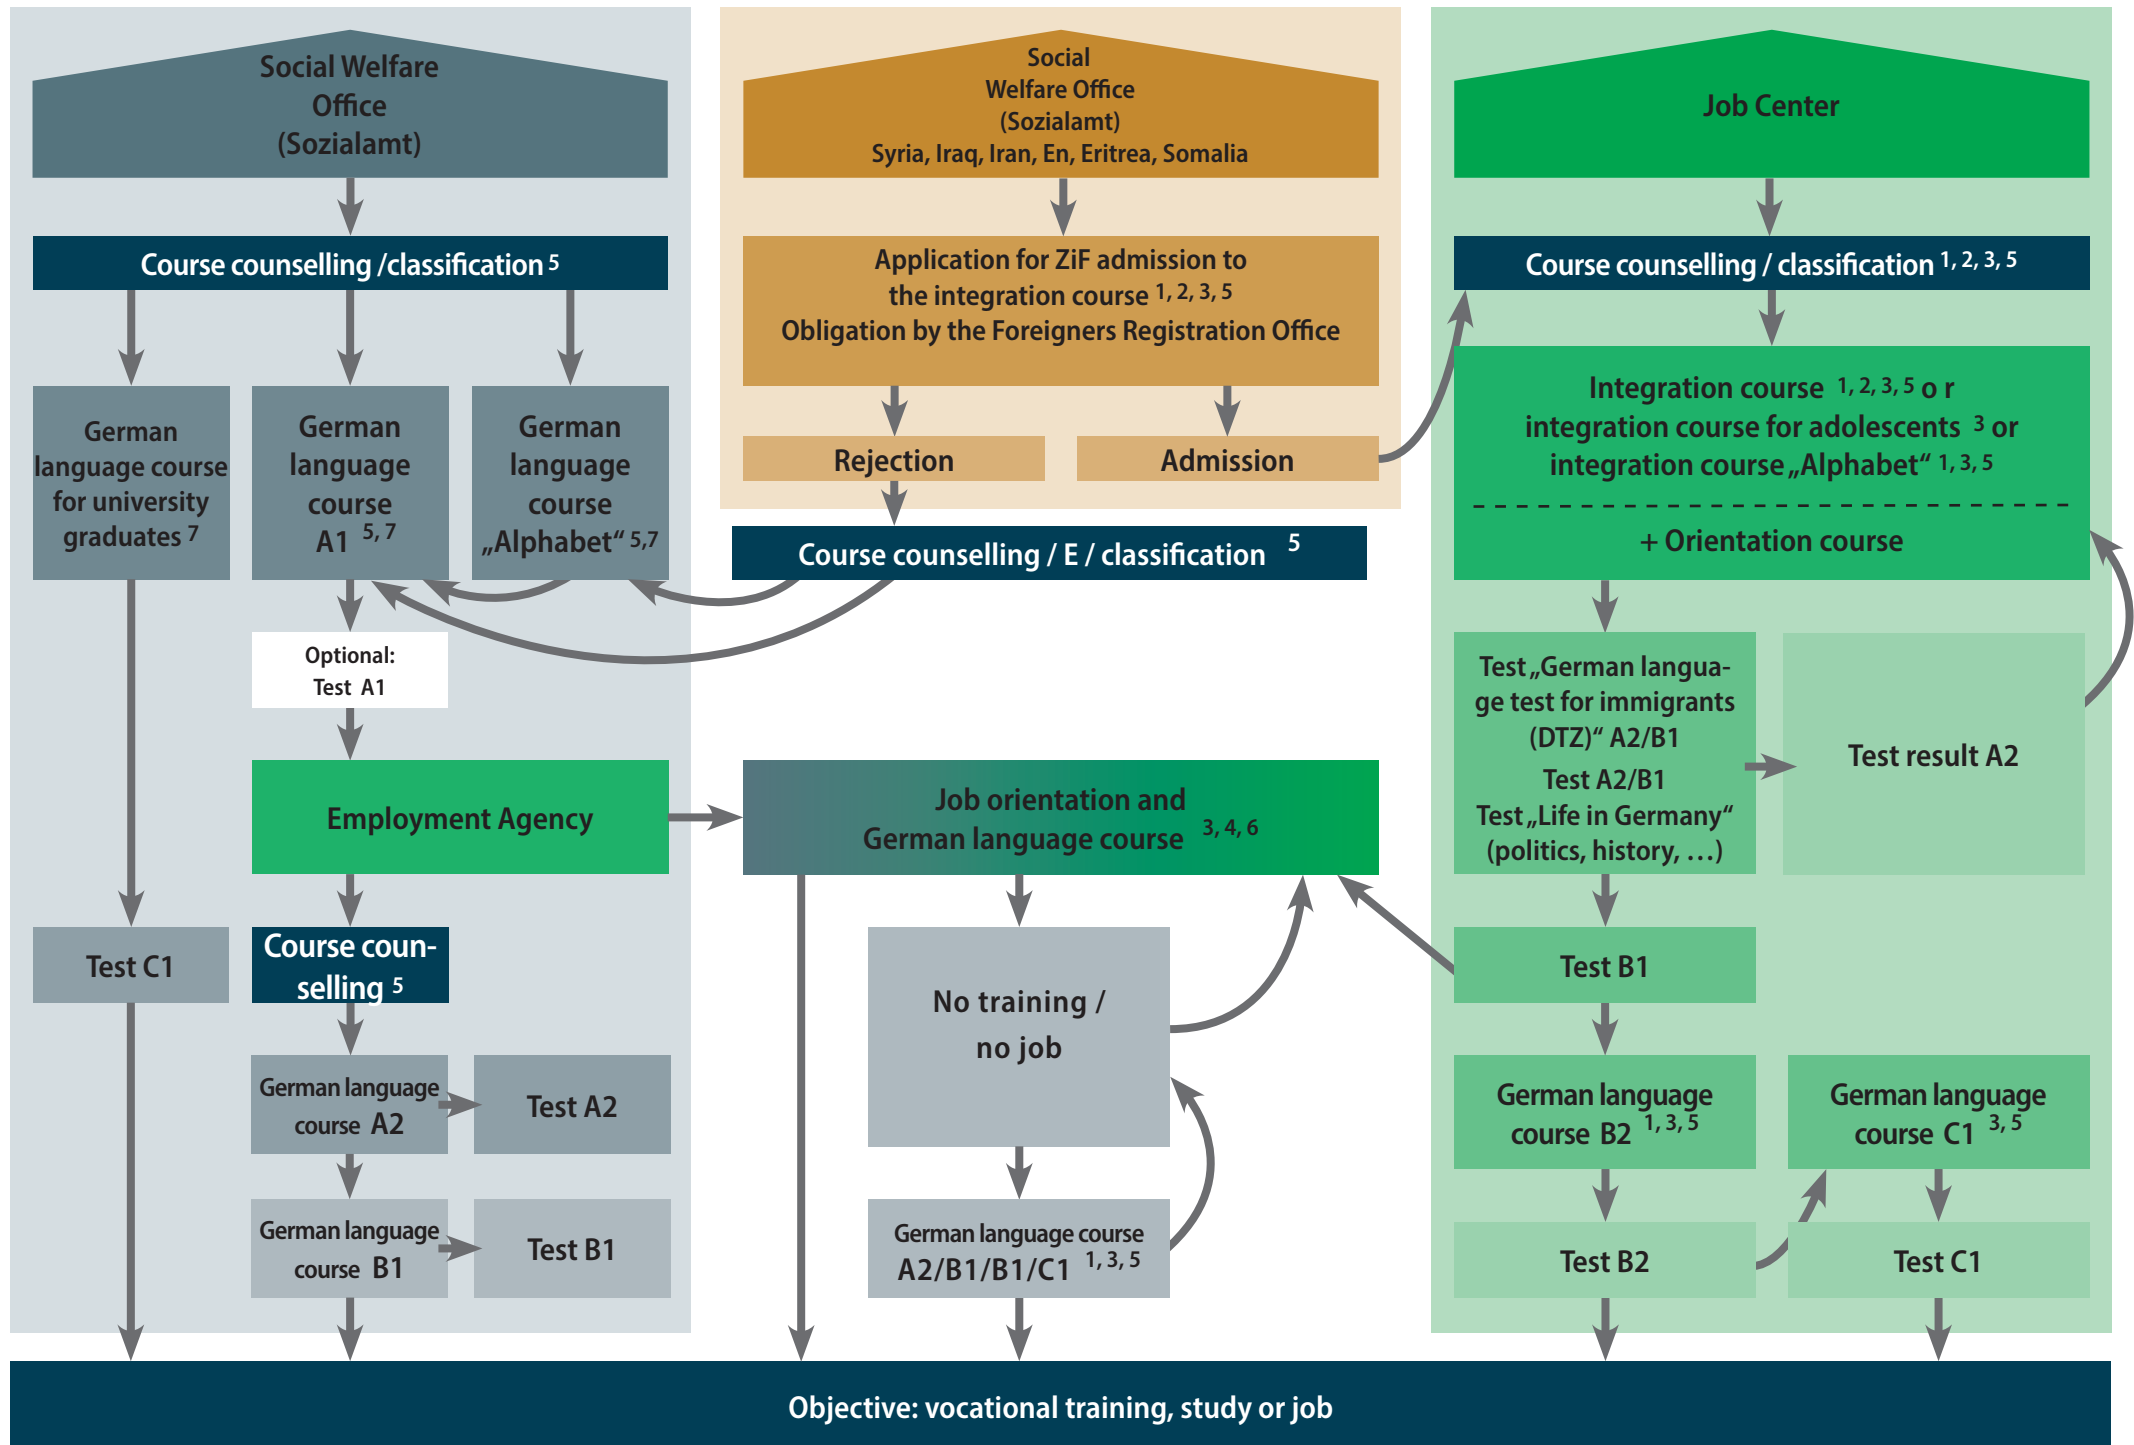 Social Welfare
Office
(Sozialamt)
Course counselling /classification 5
German
language course
for university
graduates 7
German
language
course
A1 5, 7
German
language
course
„Alphabet“ 5,7
Optional:
Test A1
Employment Agency
Test C1
Course coun-
selling 5
German language
course A2
Test A2
German language
course B1
Test B1
Social
Welfare Office
(Sozialamt)
Syria, Iraq, Iran, En, Eritrea, Somalia
Application for ZiF admission to
the integration course 1, 2, 3, 5
Obligation by the Foreigners Registration Office
Rejection
Admission
Course counselling / E / classification 5
Job orientation and
German language course 3, 4, 6
No training /
no job
German language course
A2/B1/B1/C1 1, 3, 5
Job Center
Course counselling / classification 1, 2, 3, 5
Integration course 1, 2, 3, 5 o r
integration course for adolescents 3 or
integration course „Alphabet“ 1, 3, 5
+ Orientation course
Test „German langua-
ge test for immigrants
(DTZ)“ A2/B1
Test A2/B1
Test „Life in Germany“
(politics, history, …)
Test result A2
Test B1
German language
course B2 1, 3, 5
German language
course C1 3, 5
Test B2
Test C1
Objective: vocational training, study or job